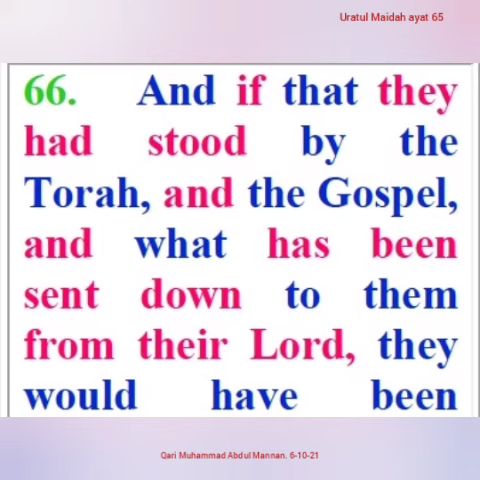 Uratul Maidah ayat 65
66. And if that they
had stood by the
Torah, and the Gospel,
and what has been
sent down to them
from their Lord, they
would have been
Qari Muhammad Abdul Mannan. 6-10-21